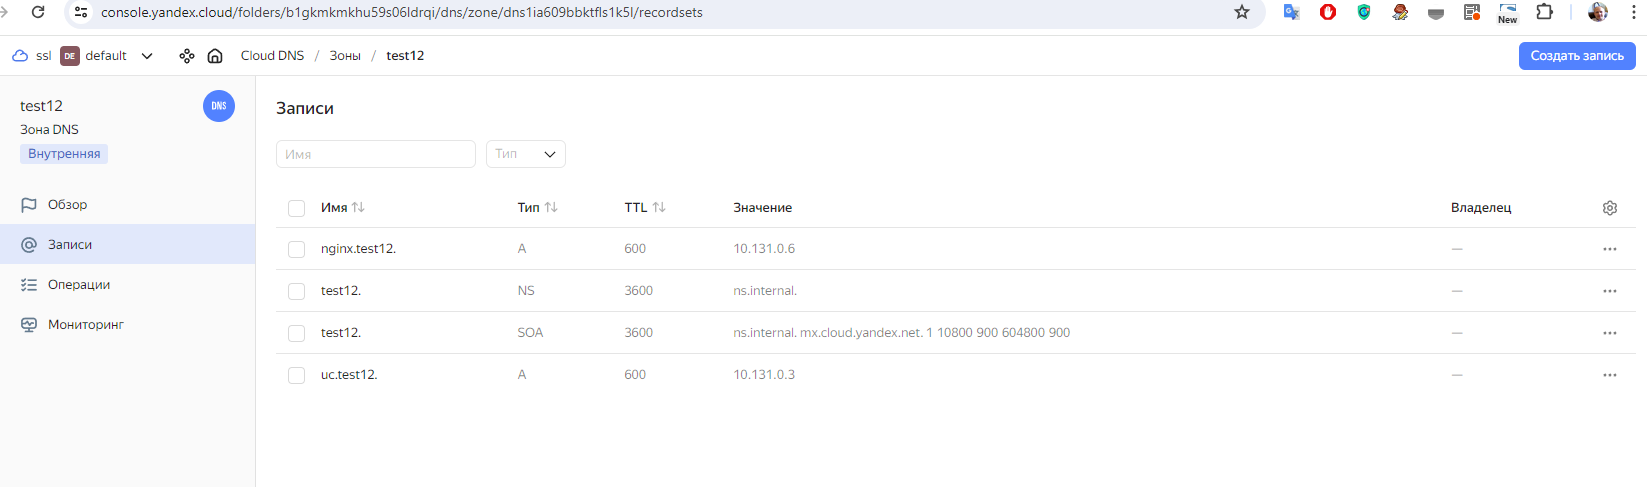 console.yandex.cloud/folders/b1gkmkmkhu59s06ldrqi/dns/zone/dns1ia609bbktfls1k5l/recordsets
New
ssl DE default Cloud DNS / Зоны / test12 Создать запись
test12 DNS
Зона DNS
Внутренняя
Обзор
Записи
Операции
Мониторинг
Записи
Имя Тип
Имя Тип TTL Значение Владелец
nginx.test12. A 600 10.131.0.6 —
test12. NS 3600 ns.internal. —
test12. SOA 3600 ns.internal. mx.cloud.yandex.net. 1 10800 900 604800 900 —
uc.test12. A 600 10.131.0.3 —